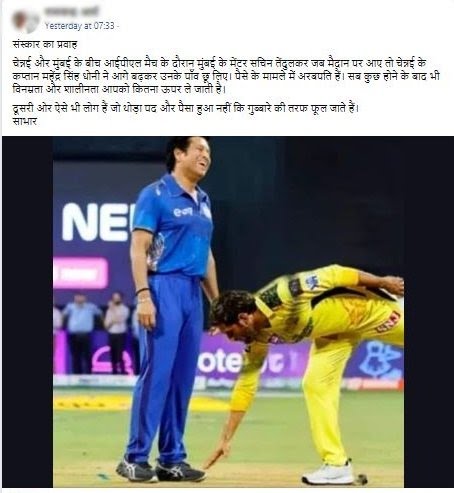 Yesterday at 07:33 ·
संस्कार का प्रवाह
चेन्नई और मुंबई के बीच आईपीएल मैच के दौरान मुंबई के मेंटर सचिन तेंदुलकर जब मैदान पर आए तो चेन्नई के
कप्तान महेंद्र सिंह धोनी ने आगे बढ़कर उनके पाँव छू लिए। पैसे के मामले में अरबपति हैं। सब कुछ होने के बाद भी
विनम्रता और शालीनता आपको कितना ऊपर ले जाती है।
दूसरी ओर ऐसे भी लोग हैं जो थोड़ा पद और पैसा हुआ नहीं कि गुब्बारे की तरफ फूल जाते हैं।
साभार
NE
ote